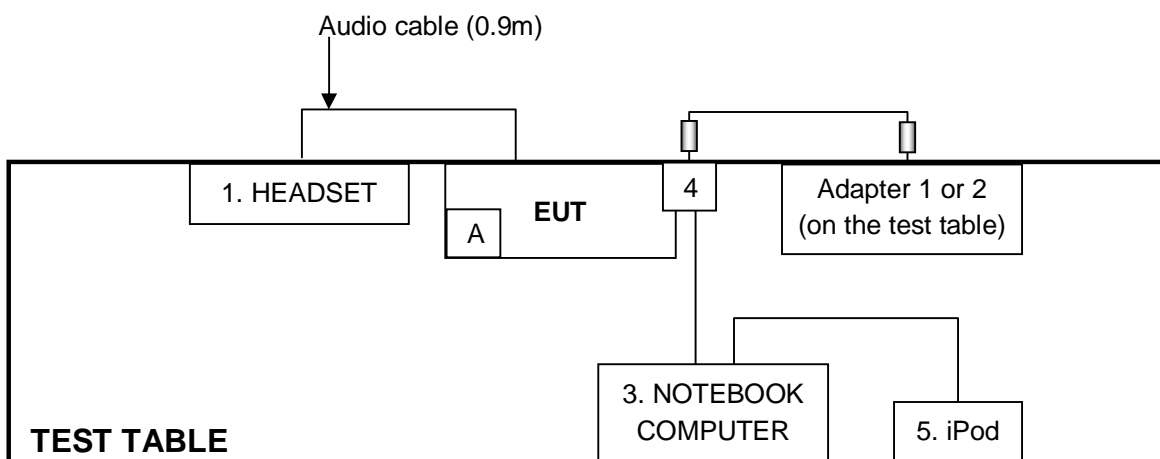 Audio cable (0.9m)
1. HEADSET
EUT
A
4
Adapter 1 or 2
(on the test table)
3. NOTEBOOK
COMPUTER
5. iPod
TEST TABLE